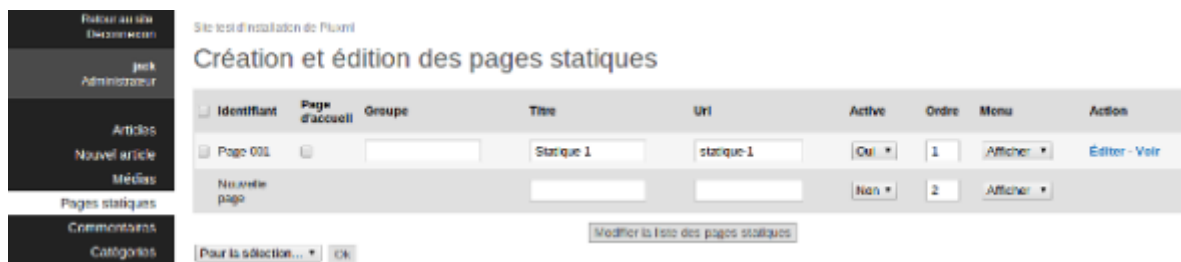 Retour au site
Déconnexion
jack
Administrateur
Articles
Nouvel article
Médias
Pages statiques
Commentaires
Catégories
Site test d'installation de Pluxml
Création et édition des pages statiques
Identifiant Page d'accueil Groupe Titre Url Active Ordre Menu Action
Page 001 Statique 1 statique-1 Oui 1 Afficher Éditer - Voir
Nouvelle page Non 2 Afficher
Modifier la liste des pages statiques
Pour la sélection... Ok